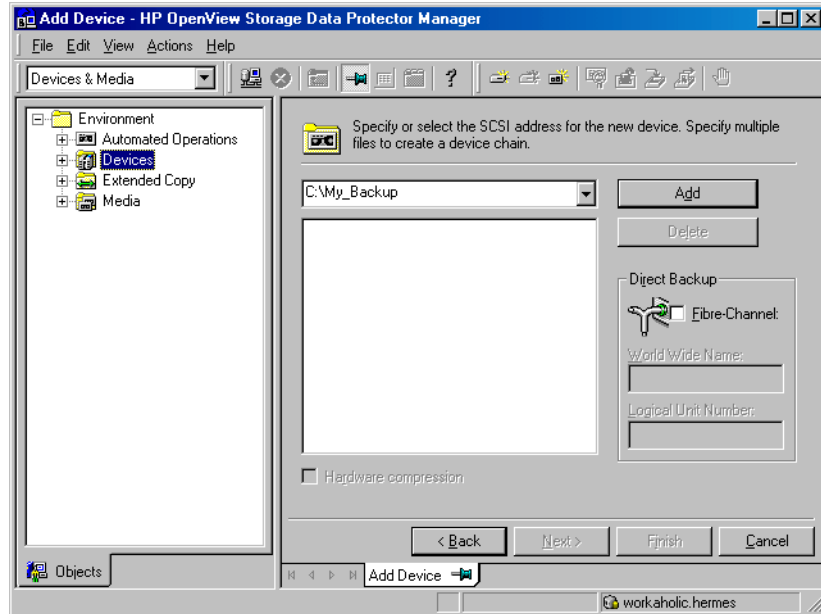 Add Device - HP OpenView Storage Data Protector Manager
File Edit View Actions Help
Devices & Media
Environment
Automated Operations
Devices
Extended Copy
Media
Specify or select the SCSI address for the new device. Specify multiple
files to create a device chain.
C:\My_Backup
Add
Delete
Direct Backup
Fibre-Channel:
World Wide Name:
Logical Unit Number:
Hardware compression
< Back
Next >
Finish
Cancel
Objects
Add Device
workaholic.hermes